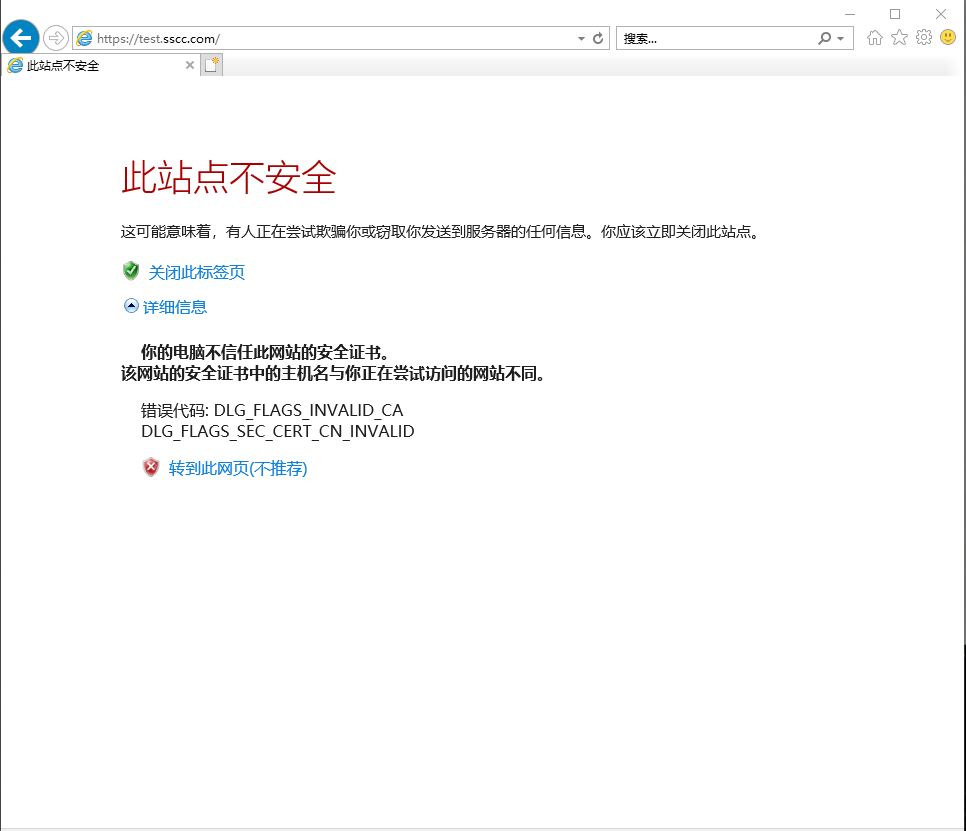 https://test.sscc.com/
搜索...
此站点不安全
此站点不安全
这可能意味着，有人正在尝试欺骗你或窃取你发送到服务器的任何信息。你应该立即关闭此站点。
关闭此标签页
详细信息
你的电脑不信任此网站的安全证书。
该网站的安全证书中的主机名与你正在尝试访问的网站不同。
错误代码: DLG_FLAGS_INVALID_CA
DLG_FLAGS_SEC_CERT_CN_INVALID
转到此网页(不推荐)